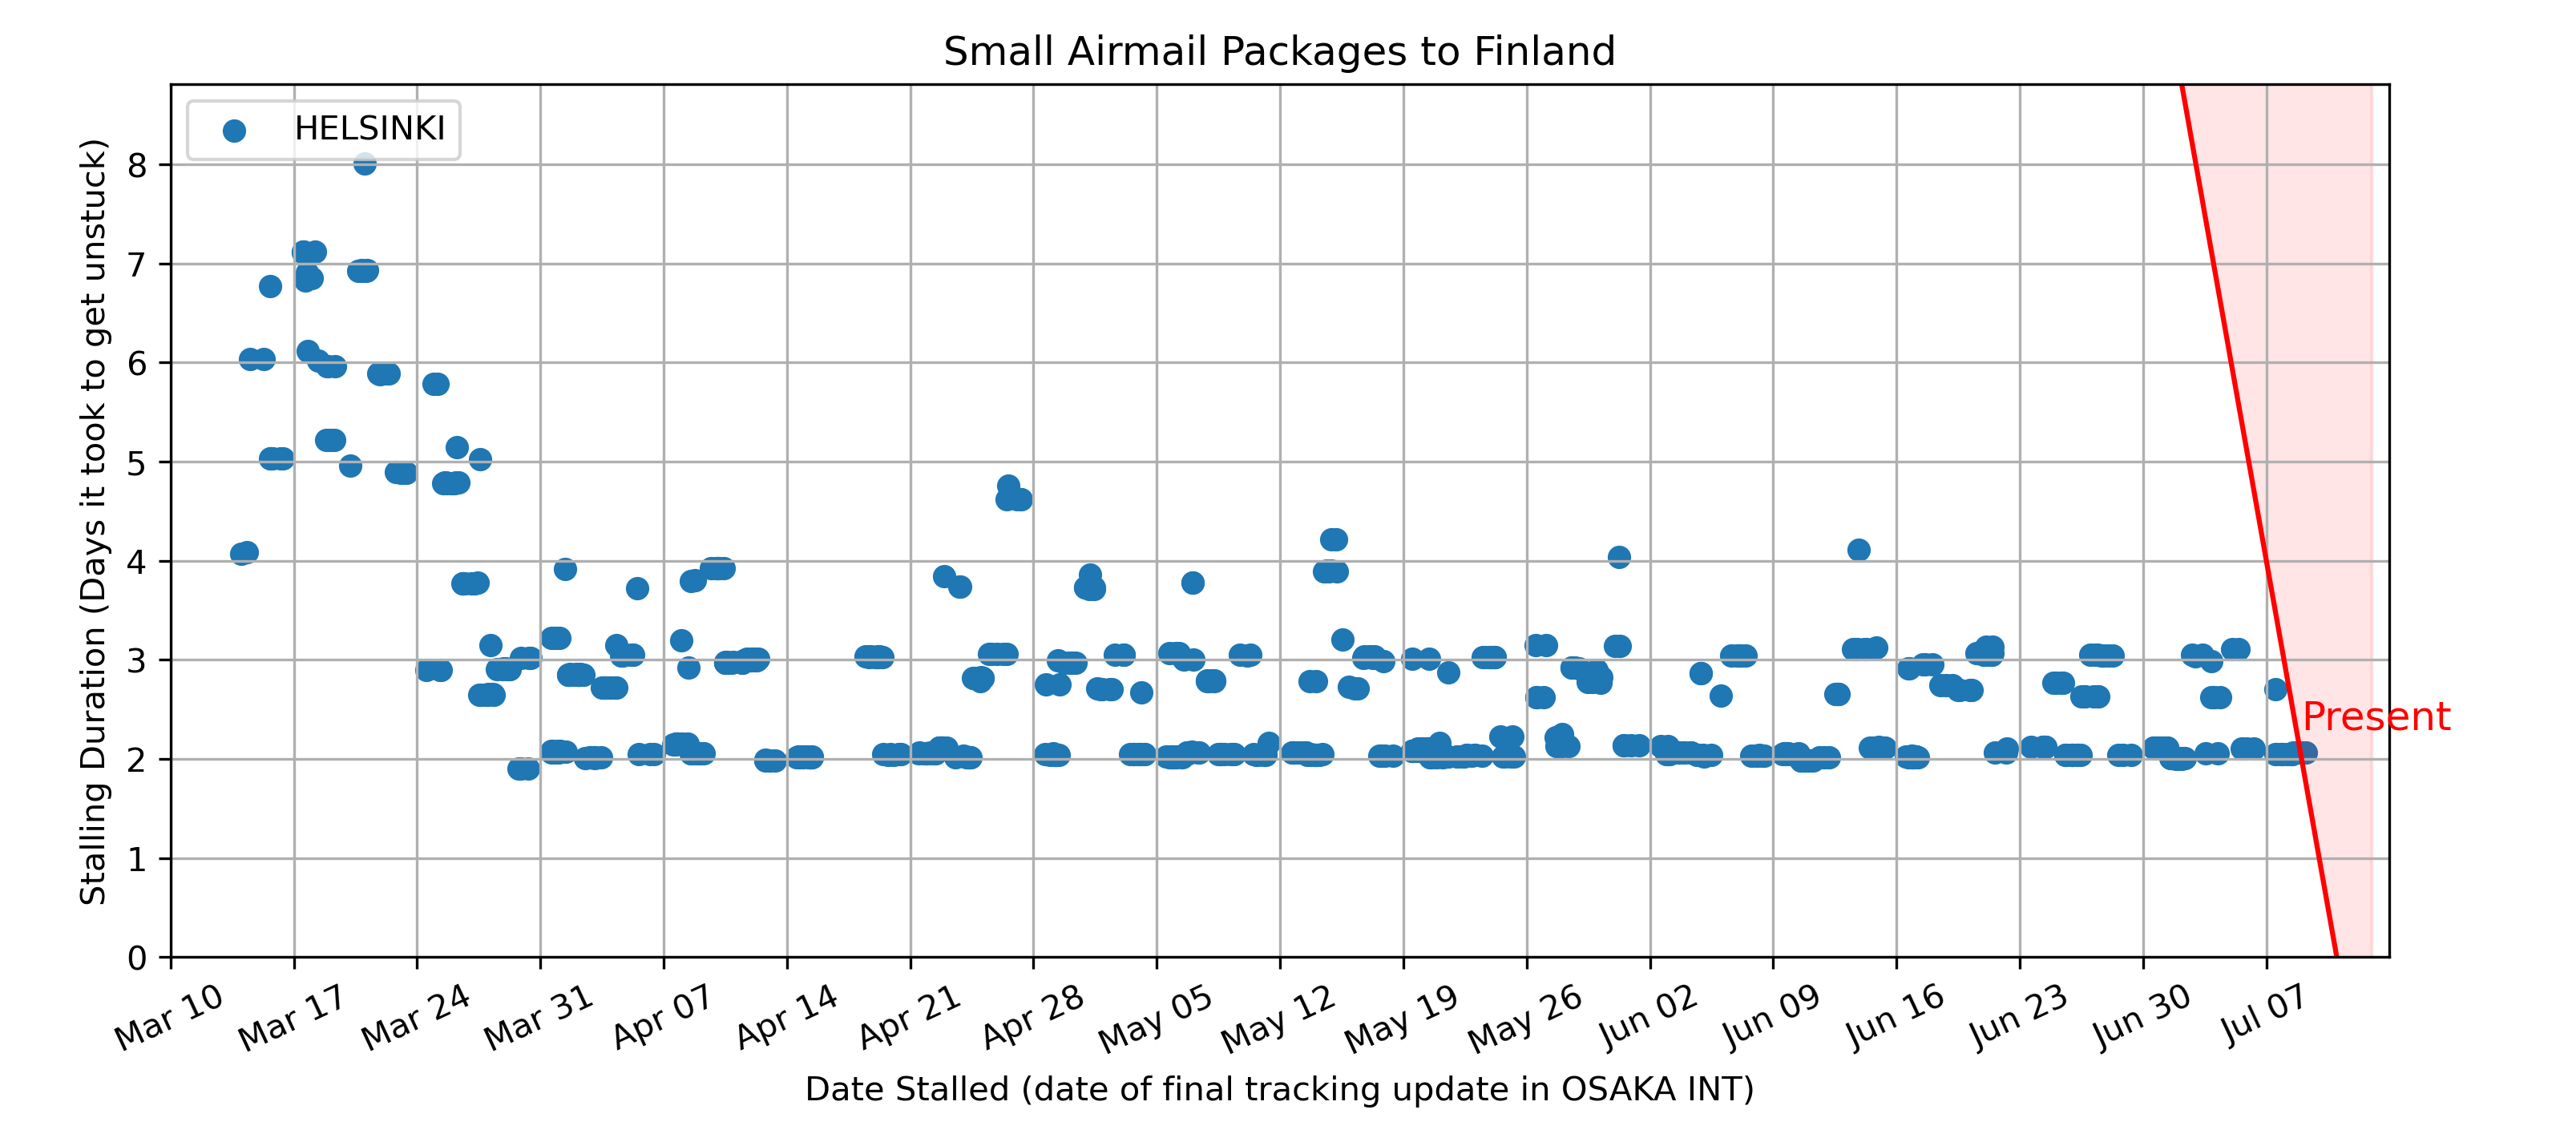 Small Airmail Packages to Finland
HELSINKI
Stalling Duration (Days it took to get unstuck)
8
7
6
5
4
3
2
1
0
Present
Mar 10
Mar 17
Mar 24
Mar 31
Apr 07
Apr 14
Apr 21
Apr 28
May 05
May 12
May 19
May 26
Jun 02
Jun 09
Jun 16
Jun 23
Jun 30
Jul 07
Date Stalled (date of final tracking update in OSAKA INT)